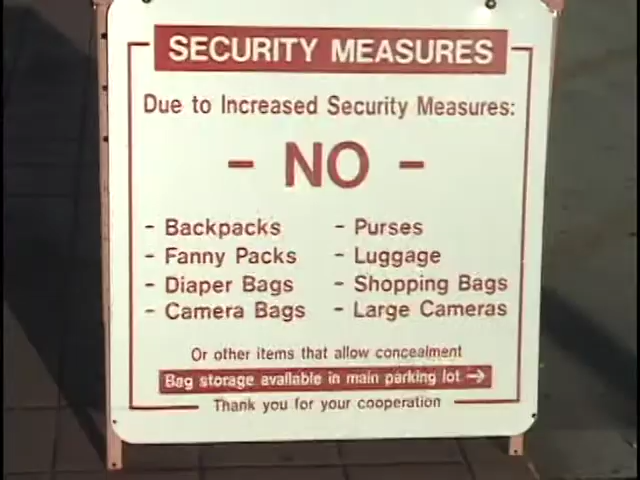 SECURITY MEASURES
Due to Increased Security Measures:
- NO -
- Backpacks - Purses
- Fanny Packs - Luggage
- Diaper Bags - Shopping Bags
- Camera Bags - Large Cameras
Or other items that allow concealment
Bag storage available in main parking lot →
Thank you for your cooperation